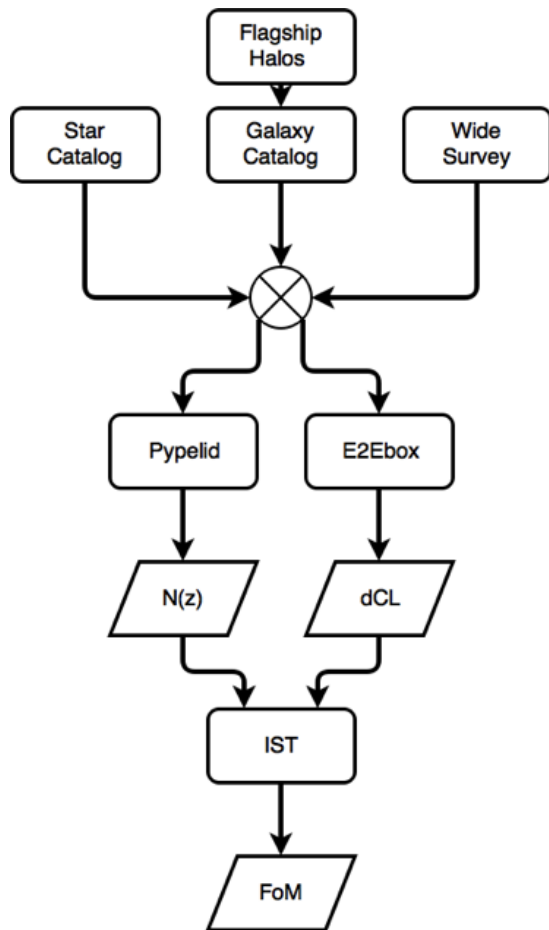 Flagship
Halos
Star
Catalog
Galaxy
Catalog
Wide
Survey
Pypelid
E2Ebox
N(z)
dCL
IST
FoM